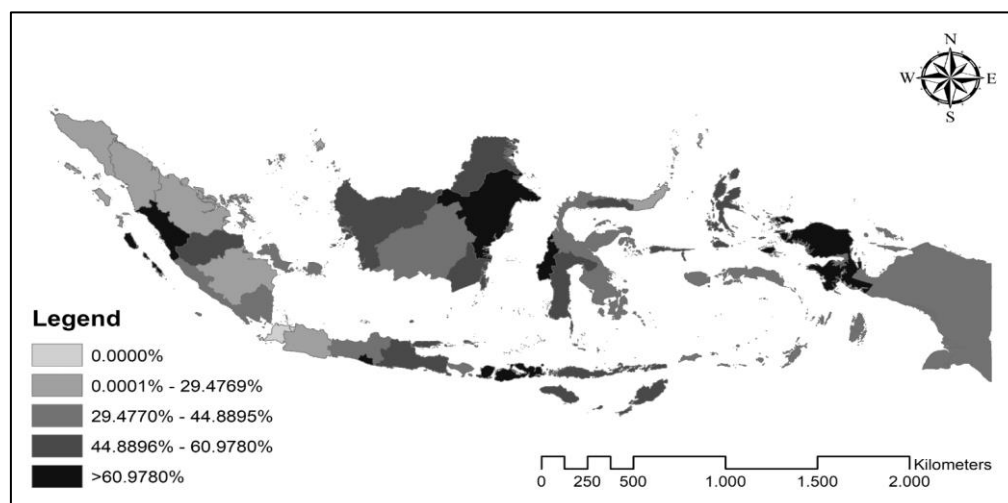 N
W E
S
Legend
0.0000%
0.0001% - 29.4769%
29.4770% - 44.8895%
44.8896% - 60.9780%
>60.9780%
Kilometers
0 250 500 1.000 1.500 2.000